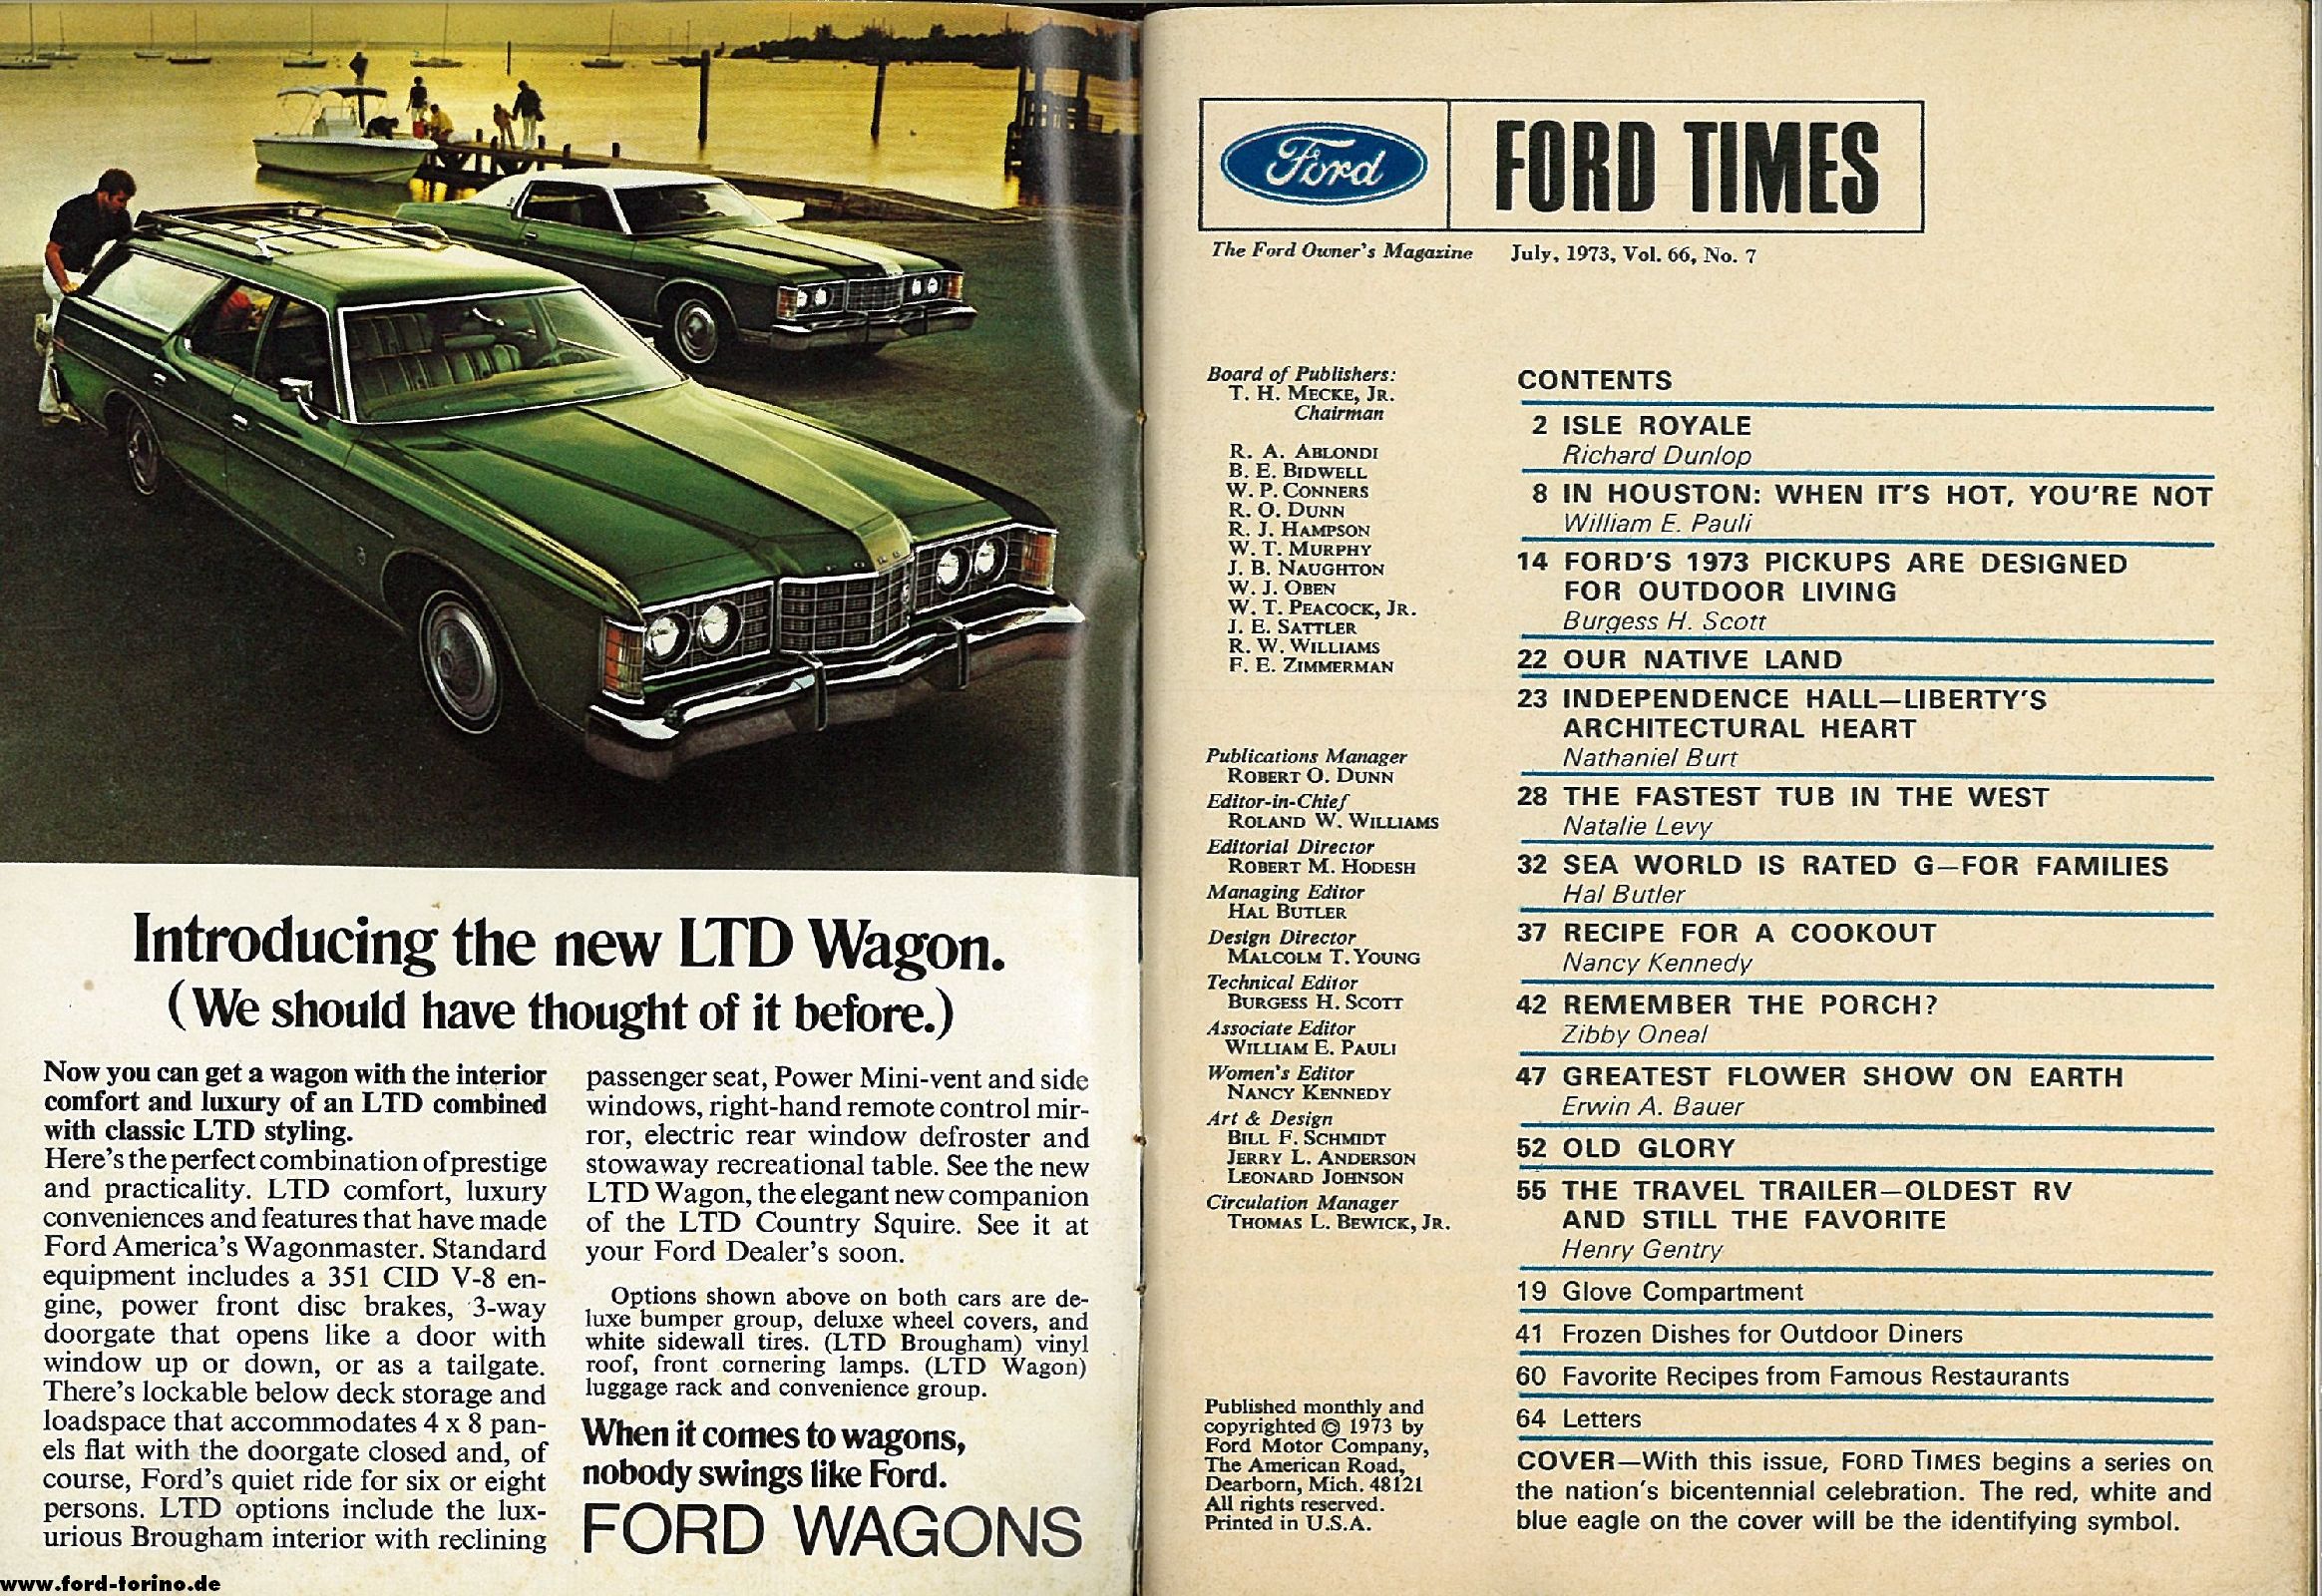 Introducing the new LTD Wagon.
(We should have thought of it before.)
Now you can get a wagon with the interior
comfort and luxury of an LTD combined
with classic LTD styling.
Here's the perfect combination of prestige
and practicality. LTD comfort, luxury
conveniences and features that have made
Ford America's Wagonmaster. Standard
equipment includes a 351 CID V-8 en-
gine, power front disc brakes, 3-way
doorgate that opens like a door with
window up or down, or as a tailgate.
There's lockable below deck storage and
loadspace that accommodates 4 x 8 pan-
els flat with the doorgate closed and, of
course, Ford's quiet ride for six or eight
persons. LTD options include the lux-
urious Brougham interior with reclining
passenger seat, Power Mini-vent and side
windows, right-hand remote control mir-
ror, electric rear window defroster and
stowaway recreational table. See the new
LTD Wagon, the elegant new companion
of the LTD Country Squire. See it at
your Ford Dealer's soon.
Options shown above on both cars are de-
luxe bumper group, deluxe wheel covers, and
white sidewall tires. (LTD Brougham) vinyl
roof, front cornering lamps. (LTD Wagon)
luggage rack and convenience group.
When it comes to wagons,
nobody swings like Ford.
FORD WAGONS
www.ford-torino.de
Ford
FORD TIMES
The Ford Owner's Magazine July, 1973, Vol. 66, No. 7
Board of Publishers:
T. H. MECKE, JR.
Chairman
R. A. ABLONDI
B. E. BIDWELL
W. P. CONNERS
R. O. DUNN
R. J. HAMPSON
W. T. MURPHY
J. B. NAUGHTON
W. J. OBEN
W. T. PEACOCK, JR.
J. E. SATTLER
R. W. WILLIAMS
F. E. ZIMMERMAN
Publications Manager
ROBERT O. DUNN
Editor-in-Chief
ROLAND W. WILLIAMS
Editorial Director
ROBERT M. HODESH
Managing Editor
HAL BUTLER
Design Director
MALCOLM T. YOUNG
Technical Editor
BURGESS H. SCOTT
Associate Editor
WILLIAM E. PAULI
Women's Editor
NANCY KENNEDY
Art & Design
BILL F. SCHMIDT
JERRY L. ANDERSON
LEONARD JOHNSON
Circulation Manager
THOMAS L. BEWICK, JR.
Published monthly and
copyrighted © 1973 by
Ford Motor Company,
The American Road,
Dearborn, Mich. 48121
All rights reserved.
Printed in U.S.A.
CONTENTS
2 ISLE ROYALE
Richard Dunlop
8 IN HOUSTON: WHEN IT'S HOT, YOU'RE NOT
William E. Pauli
14 FORD'S 1973 PICKUPS ARE DESIGNED
FOR OUTDOOR LIVING
Burgess H. Scott
22 OUR NATIVE LAND
23 INDEPENDENCE HALL—LIBERTY'S
ARCHITECTURAL HEART
Nathaniel Burt
28 THE FASTEST TUB IN THE WEST
Natalie Levy
32 SEA WORLD IS RATED G—FOR FAMILIES
Hal Butler
37 RECIPE FOR A COOKOUT
Nancy Kennedy
42 REMEMBER THE PORCH?
Zibby Oneal
47 GREATEST FLOWER SHOW ON EARTH
Erwin A. Bauer
52 OLD GLORY
55 THE TRAVEL TRAILER—OLDEST RV
AND STILL THE FAVORITE
Henry Gentry
19 Glove Compartment
41 Frozen Dishes for Outdoor Diners
60 Favorite Recipes from Famous Restaurants
64 Letters
COVER—With this issue, FORD TIMES begins a series on
the nation's bicentennial celebration. The red, white and
blue eagle on the cover will be the identifying symbol.